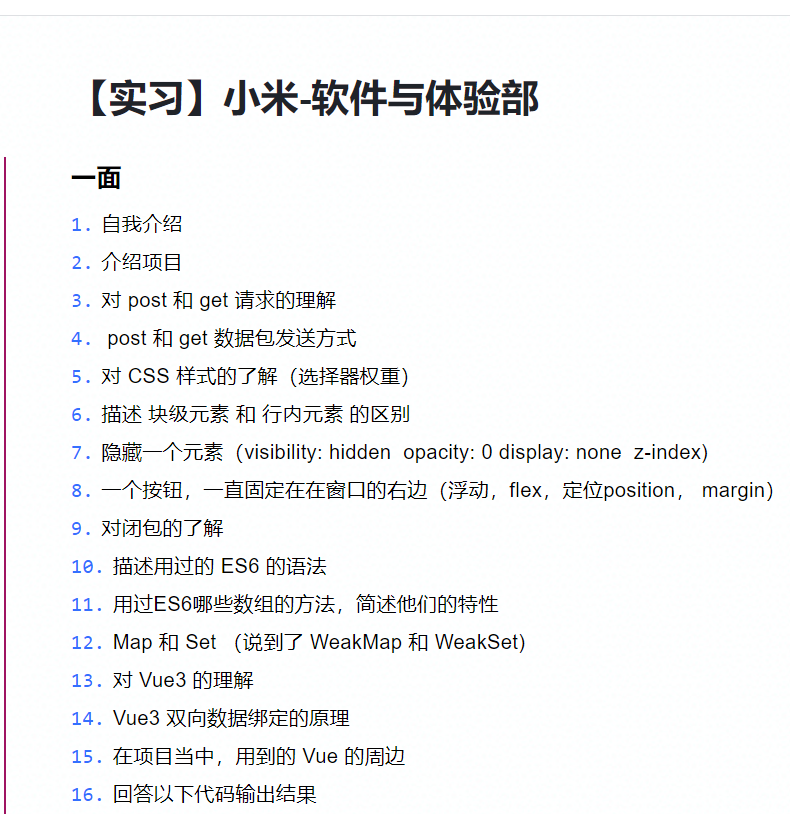 【实习】小米-软件与体验部
一面
1. 自我介绍
2. 介绍项目
3. 对 post 和 get 请求的理解
4. post 和 get 数据包发送方式
5. 对 CSS 样式的了解（选择器权重）
6. 描述 块级元素 和 行内元素 的区别
7. 隐藏一个元素（visibility: hidden opacity: 0 display: none z-index）
8. 一个按钮，一直固定在在窗口的右边（浮动，flex，定位position， margin）
9. 对闭包的了解
10. 描述用过的 ES6 的语法
11. 用过ES6哪些数组的方法，简述他们的特性
12. Map 和 Set （说到了 WeakMap 和 WeakSet）
13. 对 Vue3 的理解
14. Vue3 双向数据绑定的原理
15. 在项目当中，用到的 Vue 的周边
16. 回答以下代码输出结果